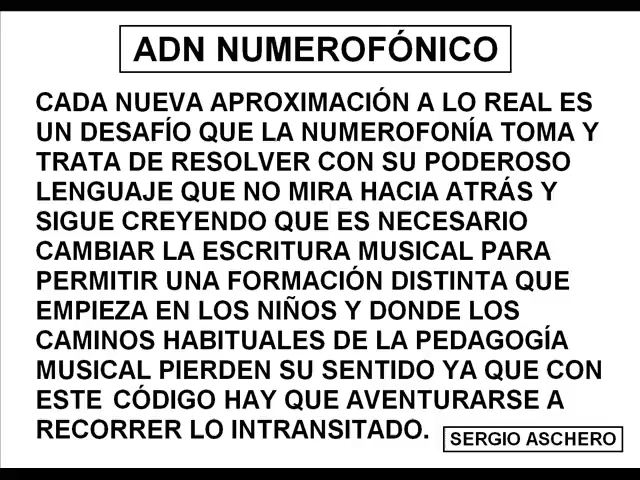 ADN NUMEROFÓNICO
CADA NUEVA APROXIMACIÓN A LO REAL ES
UN DESAFÍO QUE LA NUMEROFONÍA TOMA Y
TRATA DE RESOLVER CON SU PODEROSO
LENGUAJE QUE NO MIRA HACIA ATRÁS Y
SIGUE CREYENDO QUE ES NECESARIO
CAMBIAR LA ESCRITURA MUSICAL PARA
PERMITIR UNA FORMACIÓN DISTINTA QUE
EMPIEZA EN LOS NIÑOS Y DONDE LOS
CAMINOS HABITUALES DE LA PEDAGOGÍA
MUSICAL PIERDEN SU SENTIDO YA QUE CON
ESTE CÓDIGO HAY QUE AVENTURARSE A
RECORRER LO INTRANSITADO.
SERGIO ASCHERO